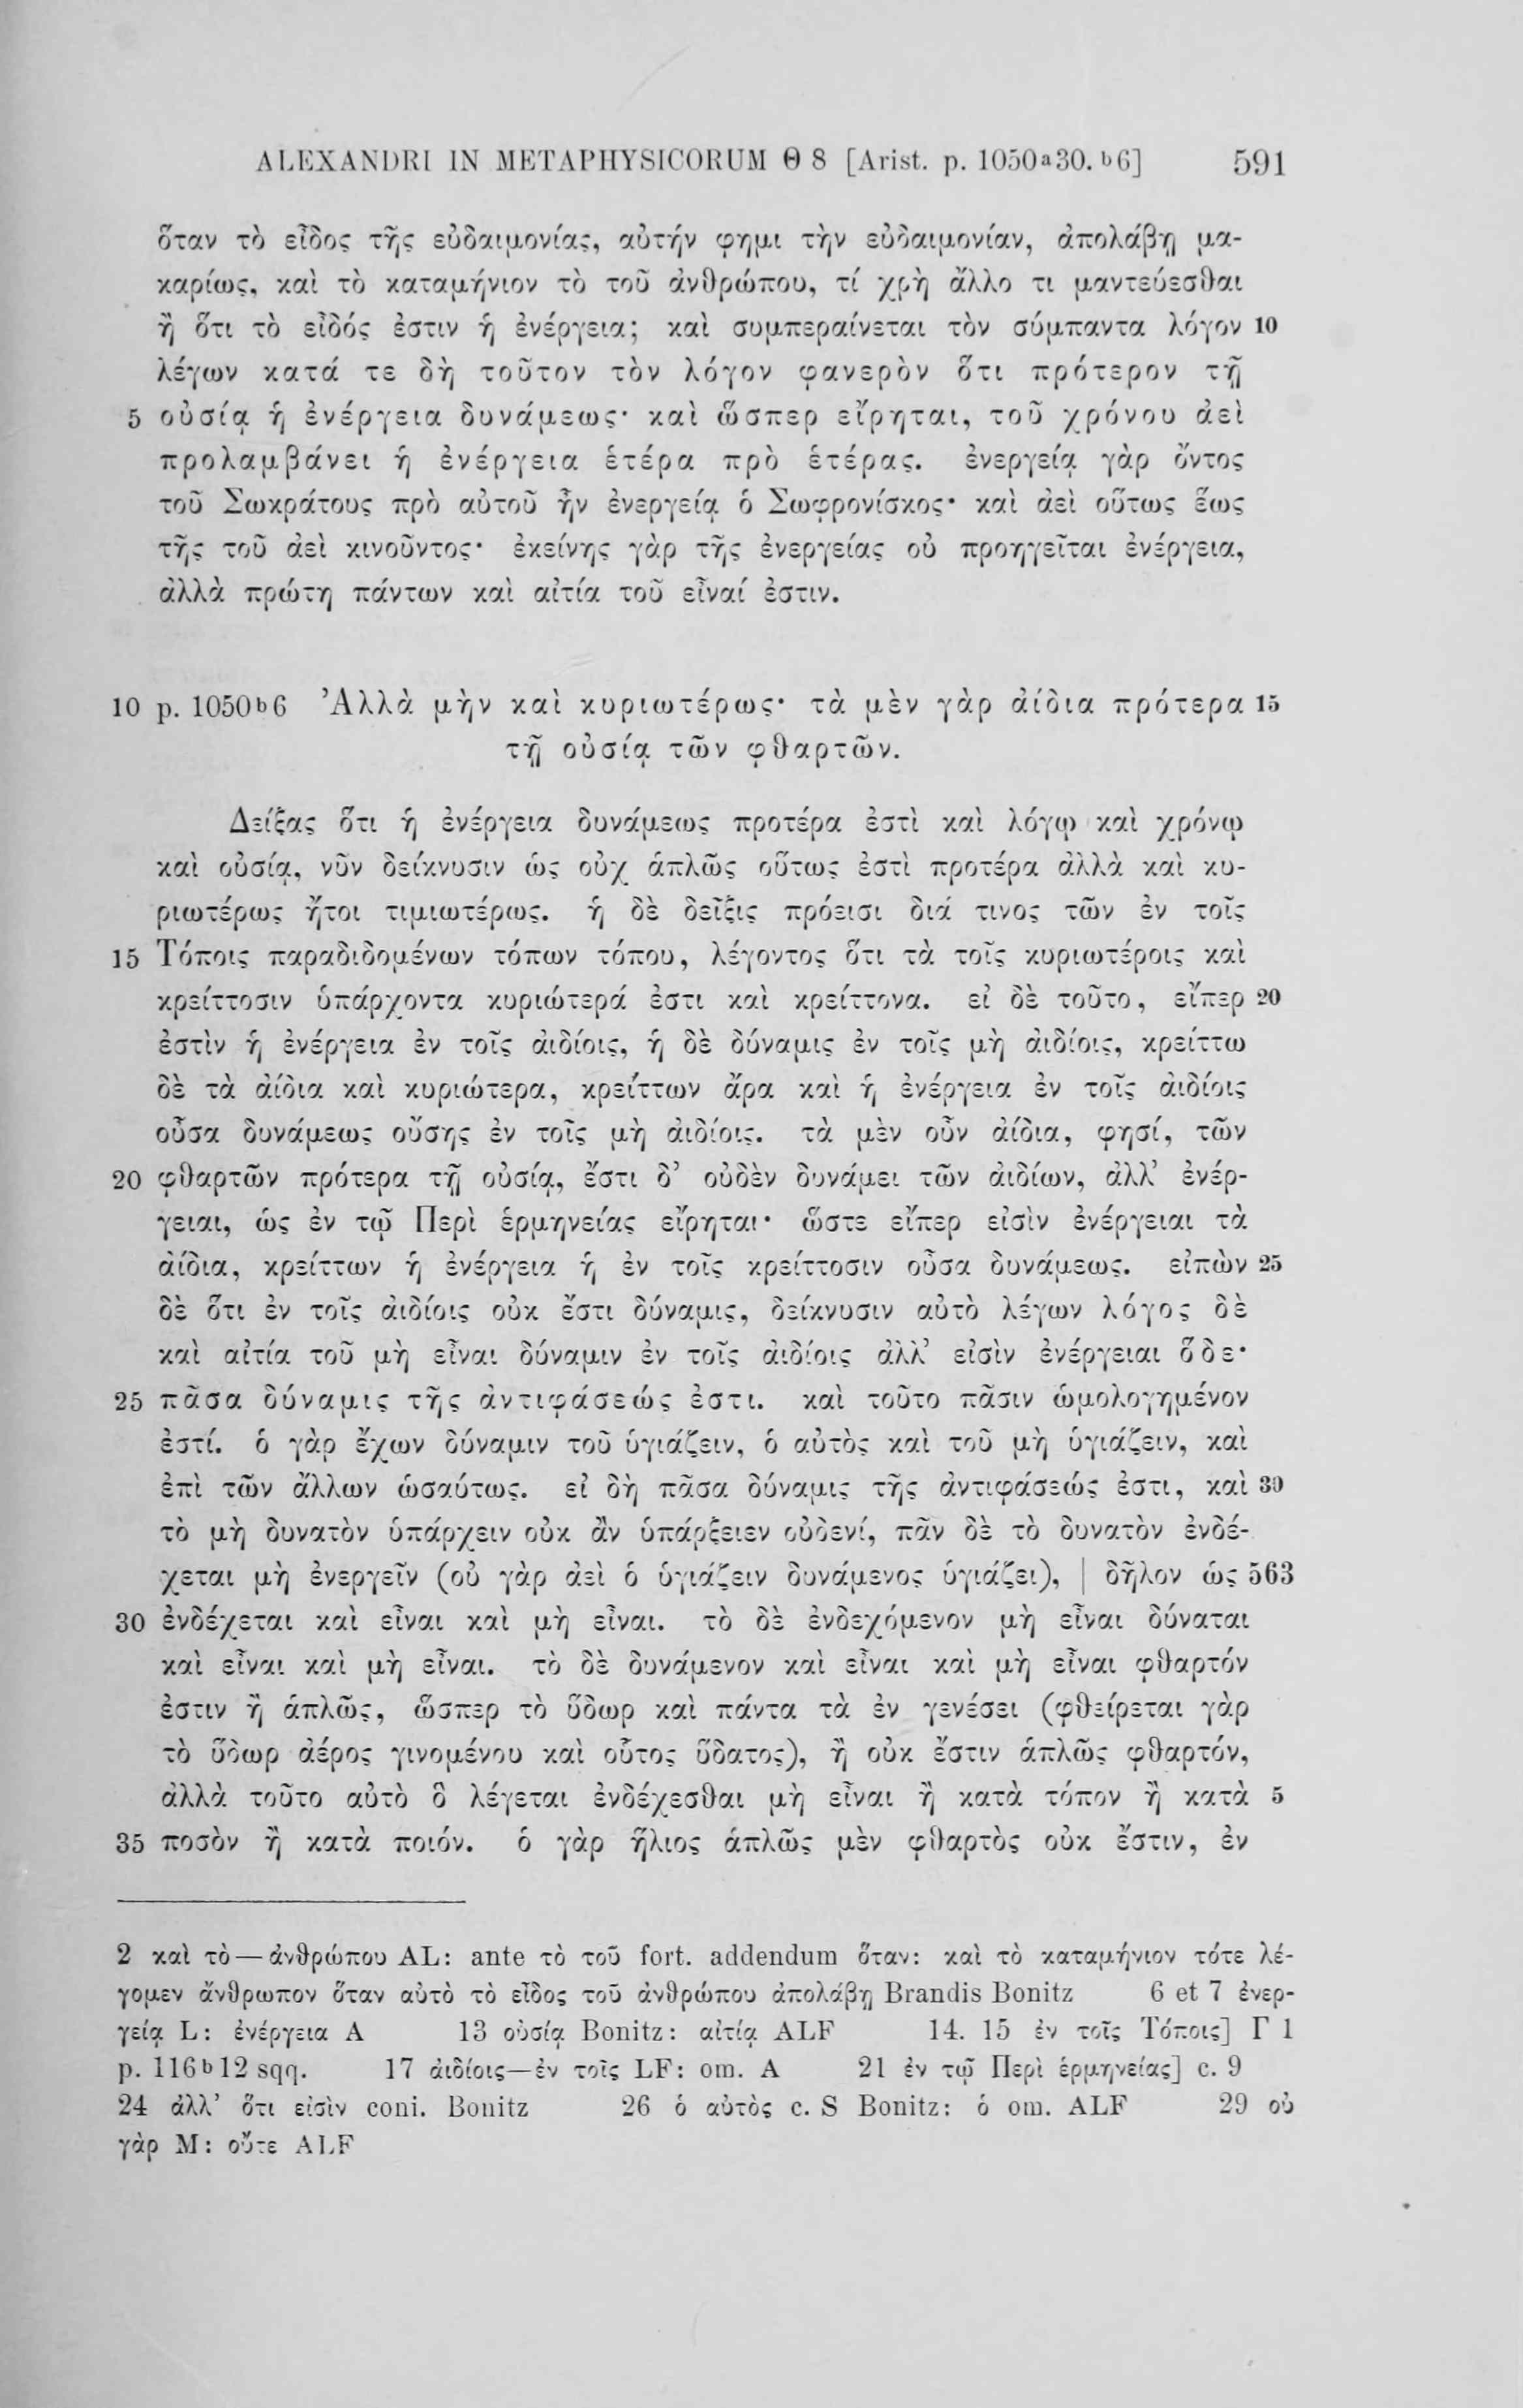 ALEXANDRI IN METAPHYSICORUM Θ 8 [Arist. p. 1050a30. b6] 591
ὅταν τὸ εἶδος τῆς εὐδαιμονίας, αὐτήν φημι τὴν εὐδαιμονίαν, ἀπολάβῃ μα-
καρίως, καὶ τὸ καταμήνιον τὸ τοῦ ἀνθρώπου, τί χρὴ ἄλλο τι μαντεύεσθαι
ἢ ὅτι τὸ εἶδός ἐστιν ἡ ἐνέργεια; καὶ συμπεραίνεται τὸν σύμπαντα λόγον 10
λέγων κατά τε δὴ τοῦτον τὸν λόγον φανερὸν ὅτι πρότερον τῇ
5 οὐσίᾳ ἡ ἐνέργεια δυνάμεως· καὶ ὥσπερ εἴρηται, τοῦ χρόνου ἀεὶ
προλαμβάνει ἡ ἐνέργεια ἑτέρα πρὸ ἑτέρας. ἐνεργείᾳ γὰρ ὄντος
τοῦ Σωκράτους πρὸ αὐτοῦ ἦν ἐνεργείᾳ ὁ Σωφρονίσκος· καὶ ἀεὶ οὕτως ἕως
τῆς τοῦ ἀεὶ κινοῦντος· ἐκείνης γὰρ τῆς ἐνεργείας οὐ προηγεῖται ἐνέργεια,
ἀλλὰ πρώτη πάντων καὶ αἰτία τοῦ εἶναί ἐστιν.
10 p. 1050b6 Ἀλλὰ μὴν καὶ κυριωτέρως· τὰ μὲν γὰρ ἀίδια πρότερα 15
τῇ οὐσίᾳ τῶν φθαρτῶν.
Δείξας ὅτι ἡ ἐνέργεια δυνάμεως προτέρα ἐστὶ καὶ λόγῳ καὶ χρόνῳ
καὶ οὐσίᾳ, νῦν δείκνυσιν ὡς οὐχ ἁπλῶς οὕτως ἐστὶ προτέρα ἀλλὰ καὶ κυ-
ριωτέρως ἤτοι τιμιωτέρως. ἡ δὲ δεῖξις πρόεισι διά τινος τῶν ἐν τοῖς
15 Τόποις παραδιδομένων τόπων τόπου, λέγοντος ὅτι τὰ τοῖς κυριωτέροις καὶ
κρείττοσιν ὑπάρχοντα κυριώτερά ἐστι καὶ κρείττονα. εἰ δὲ τοῦτο, εἴπερ 20
ἐστὶν ἡ ἐνέργεια ἐν τοῖς ἀιδίοις, ἡ δὲ δύναμις ἐν τοῖς μὴ ἀιδίοις, κρείττω
δὲ τὰ ἀίδια καὶ κυριώτερα, κρείττων ἄρα καὶ ἡ ἐνέργεια ἐν τοῖς ἀιδίοις
οὖσα δυνάμεως οὔσης ἐν τοῖς μὴ ἀιδίοις. τὰ μὲν οὖν ἀίδια, φησί, τῶν
20 φθαρτῶν πρότερα τῇ οὐσίᾳ, ἔστι δ’ οὐδὲν δυνάμει τῶν ἀιδίων, ἀλλ’ ἐνέρ-
γειαι, ὡς ἐν τῷ Περὶ ἑρμηνείας εἴρηται· ὥστε εἴπερ εἰσὶν ἐνέργειαι τὰ
ἀίδια, κρείττων ἡ ἐνέργεια ἡ ἐν τοῖς κρείττοσιν οὖσα δυνάμεως. εἰπὼν 25
δὲ ὅτι ἐν τοῖς ἀιδίοις οὐκ ἔστι δύναμις, δείκνυσιν αὐτὸ λέγων λόγος δὲ
καὶ αἰτία τοῦ μὴ εἶναι δύναμιν ἐν τοῖς ἀιδίοις ἀλλ’ εἰσὶν ἐνέργειαι ὅδε·
25 πᾶσα δύναμις τῆς ἀντιφάσεώς ἐστι. καὶ τοῦτο πᾶσιν ὡμολογημένον
ἐστί. ὁ γὰρ ἔχων δύναμιν τοῦ ὑγιάζειν, ὁ αὐτὸς καὶ τοῦ μὴ ὑγιάζειν, καὶ
ἐπὶ τῶν ἄλλων ὡσαύτως. εἰ δὴ πᾶσα δύναμις τῆς ἀντιφάσεώς ἐστι, καὶ 30
τὸ μὴ δυνατὸν ὑπάρχειν οὐκ ἂν ὑπάρξειεν οὐδενί, πᾶν δὲ τὸ δυνατὸν ἐνδέ-
χεται μὴ ἐνεργεῖν (οὐ γὰρ ἀεὶ ὁ ὑγιάζειν δυνάμενος ὑγιάζει), | δῆλον ὡς 563
30 ἐνδέχεται καὶ εἶναι καὶ μὴ εἶναι. τὸ δὲ ἐνδεχόμενον μὴ εἶναι δύναται
καὶ εἶναι καὶ μὴ εἶναι. τὸ δὲ δυνάμενον καὶ εἶναι καὶ μὴ εἶναι φθαρτόν
ἐστιν ἢ ἁπλῶς, ὥσπερ τὸ ὕδωρ καὶ πάντα τὰ ἐν γενέσει (φθείρεται γὰρ
τὸ ὕδωρ ἀέρος γινομένου καὶ οὗτος ὕδατος), ἢ οὐκ ἔστιν ἁπλῶς φθαρτόν,
ἀλλὰ τοῦτο αὐτὸ ὃ λέγεται ἐνδέχεσθαι μὴ εἶναι ἢ κατὰ τόπον ἢ κατὰ 5
35 ποσὸν ἢ κατὰ ποιόν. ὁ γὰρ ἥλιος ἁπλῶς μὲν φθαρτὸς οὐκ ἔστιν, ἐν
2 καὶ τὸ—ἀνθρώπου AL: ante τὸ τοῦ fort. addendum ὅταν: καὶ τὸ καταμήνιον τότε λέ-
γομεν ἄνθρωπον ὅταν αὐτὸ τὸ εἶδος τοῦ ἀνθρώπου ἀπολάβῃ Brandis Bonitz 6 et 7 ἐνερ-
γείᾳ L: ἐνέργεια A 13 οὐσίᾳ Bonitz: αἰτίᾳ ALF 14. 15 ἐν τοῖς Τόποις] Γ 1
p. 116b12 sqq. 17 ἀιδίοις—ἐν τοῖς LF: om. A 21 ἐν τῷ Περὶ ἑρμηνείας] c. 9
24 ἀλλ’ ὅτι εἰσὶν coni. Bonitz 26 ὁ αὐτὸς c. S Bonitz: ὁ om. ALF 29 οὐ
γὰρ M: οὔτε ALF